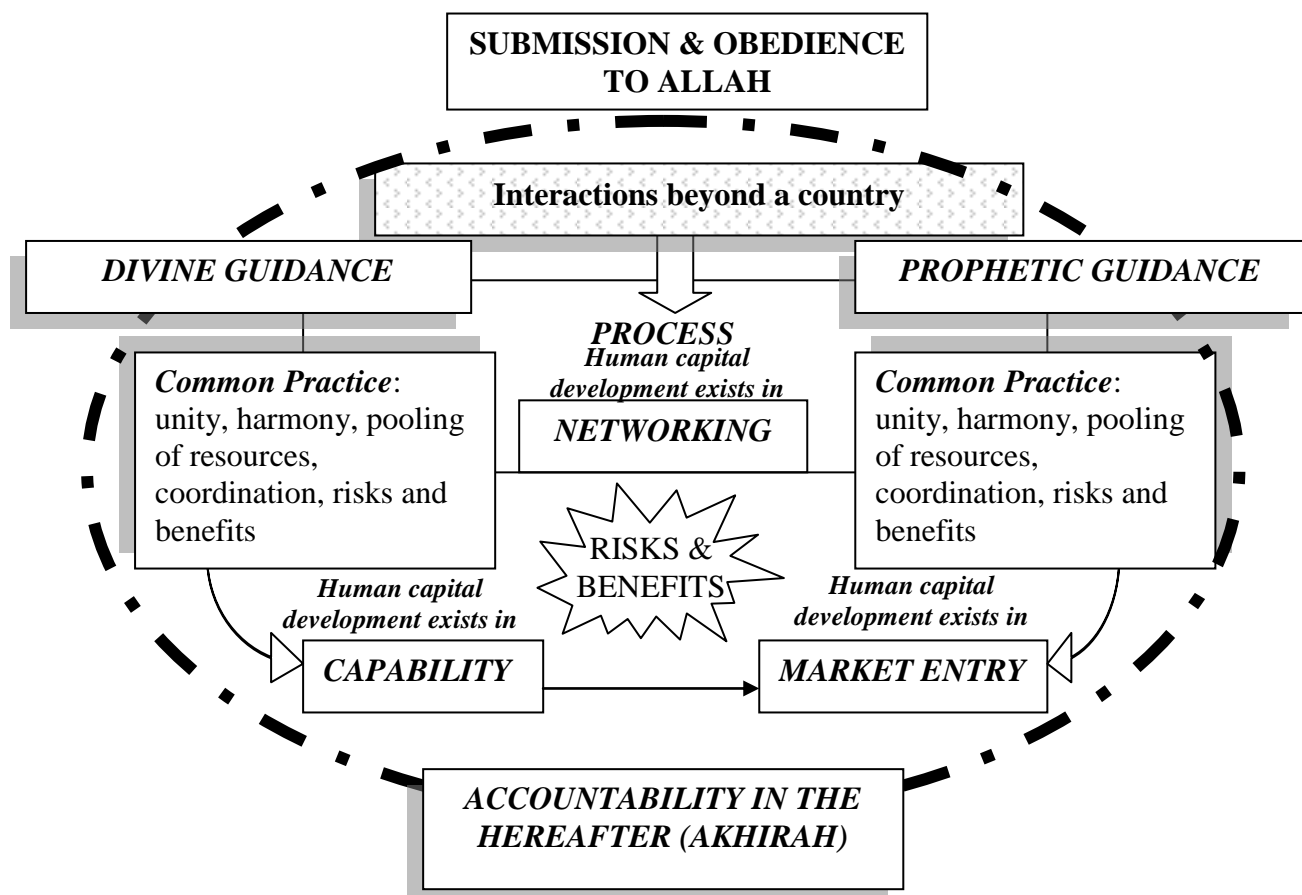 SUBMISSION & OBEDIENCE
TO ALLAH
Interactions beyond a country
DIVINE GUIDANCE
PROPHETIC GUIDANCE
PROCESS
Human capital
development exists in
NETWORKING
Common Practice:
unity, harmony, pooling
of resources,
coordination, risks and
benefits
Common Practice:
unity, harmony, pooling
of resources,
coordination, risks and
benefits
RISKS &
BENEFITS
Human capital
development exists in
CAPABILITY
Human capital
development exists in
MARKET ENTRY
ACCOUNTABILITY IN THE
HEREAFTER (AKHIRAH)